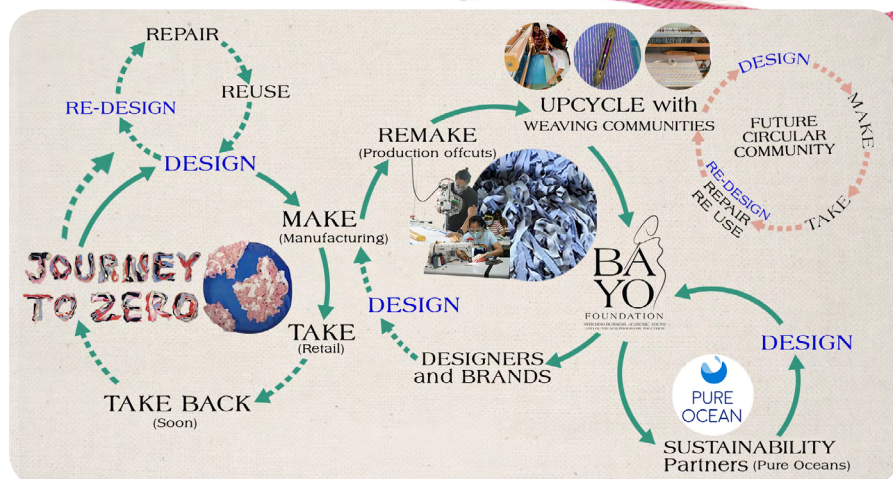 REPAIR
REUSE
RE-DESIGN
DESIGN
JOURNEY
TO ZERO
MAKE
(Manufacturing)
TAKE
(Retail)
TAKE BACK
(Soon)
REMAKE
(Production offcuts)
UPCYCLE with
WEAVING COMMUNITIES
BA
YO
FOUNDATION
DESIGNERS
and BRANDS
DESIGN
PURE
OCEAN
SUSTAINABILITY
Partners (Pure Oceans)
DESIGN
FUTURE
CIRCULAR
COMMUNITY
DESIGN
MAKE
TAKE
RE-DESIGN
REPAIR
RE USE